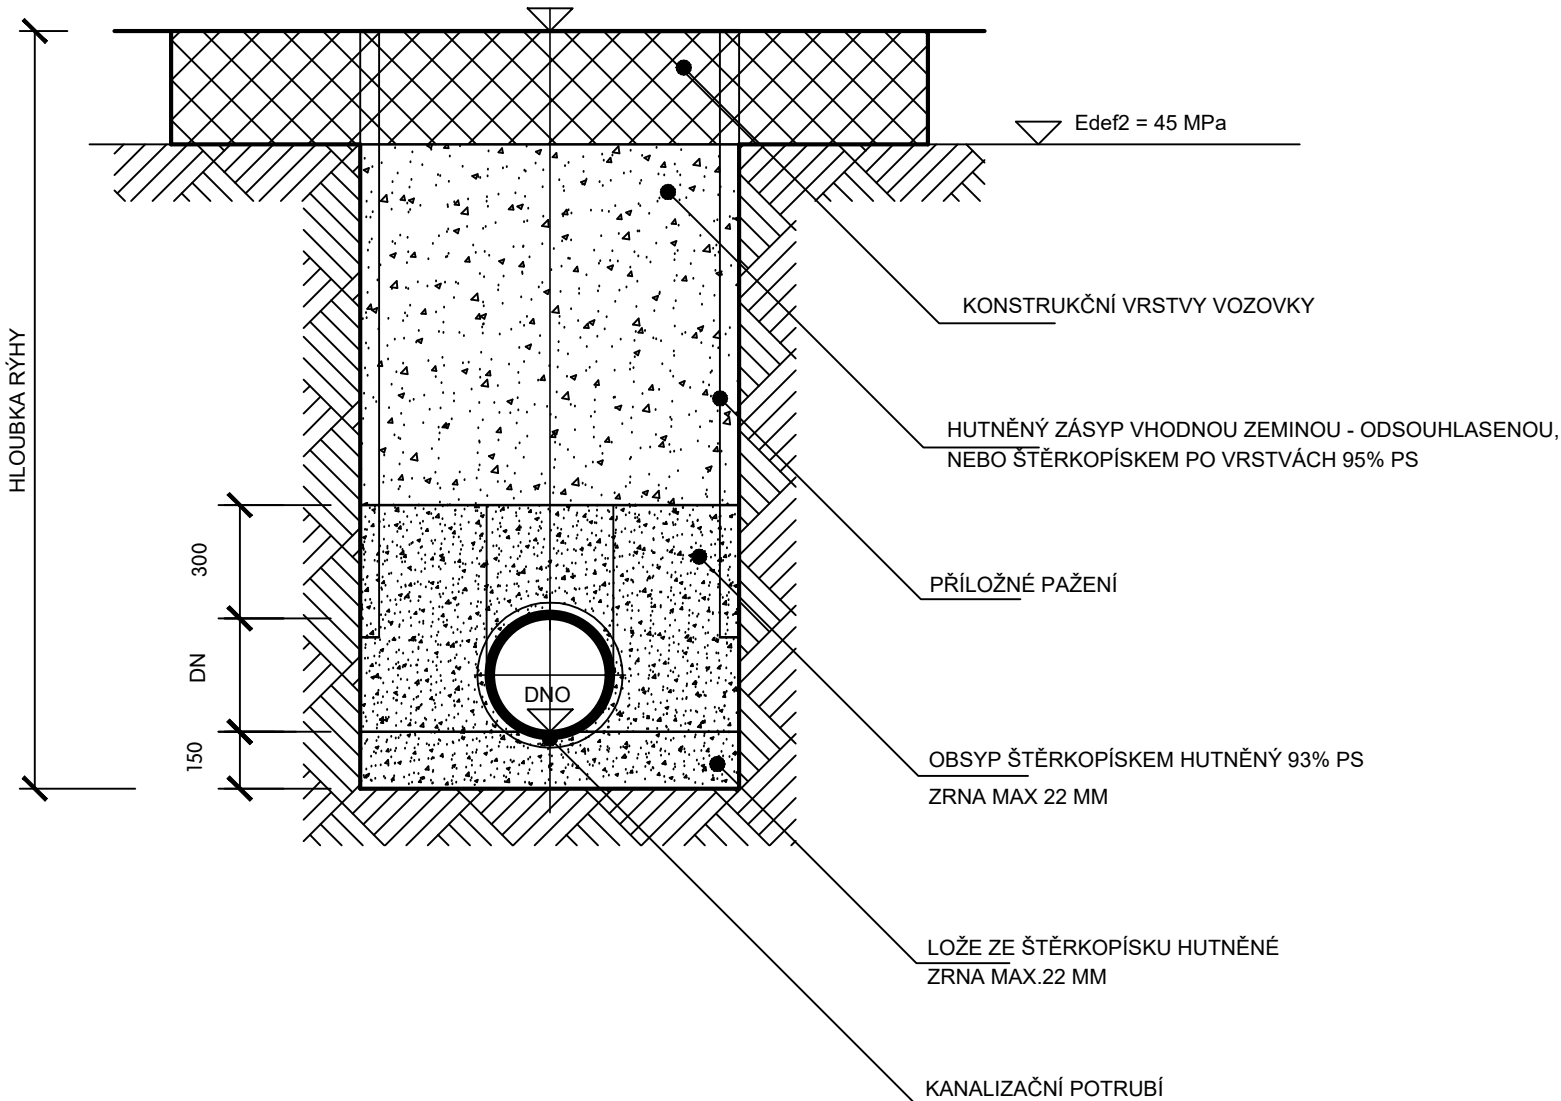 Edef2 = 45 MPa
KONSTRUKČNÍ VRSTVY VOZOVKY
HLOUBKA RÝHY
HUTNĚNÝ ZÁSYP VHODNOU ZEMINOU - ODSOUHLASENOU,
NEBO ŠTĚRKOPÍSKEM PO VRSTVÁCH 95% PS
300
PŘÍLOŽNÉ PAŽENÍ
DN
DNO
150
OBSYP ŠTĚRKOPÍSKEM HUTNĚNÝ 93% PS
ZRNA MAX 22 MM
LOŽE ZE ŠTĚRKOPÍSKU HUTNĚNÉ
ZRNA MAX.22 MM
KANALIZAČNÍ POTRUBÍ